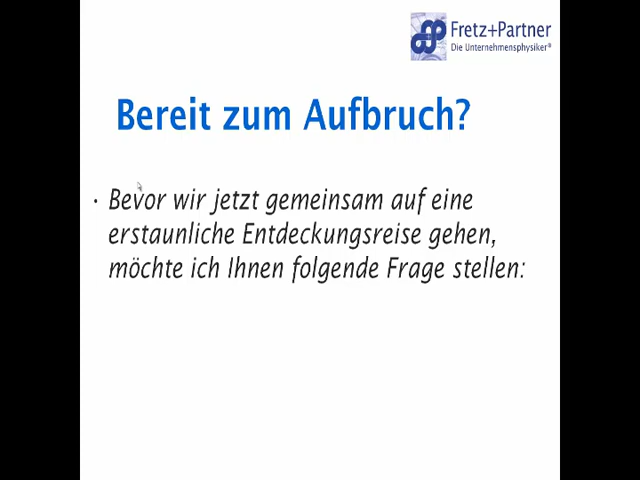 Fretz+Partner
Die Unternehmensphysiker®
Bereit zum Aufbruch?
• Bevor wir jetzt gemeinsam auf eine
erstaunliche Entdeckungsreise gehen,
möchte ich Ihnen folgende Frage stellen: